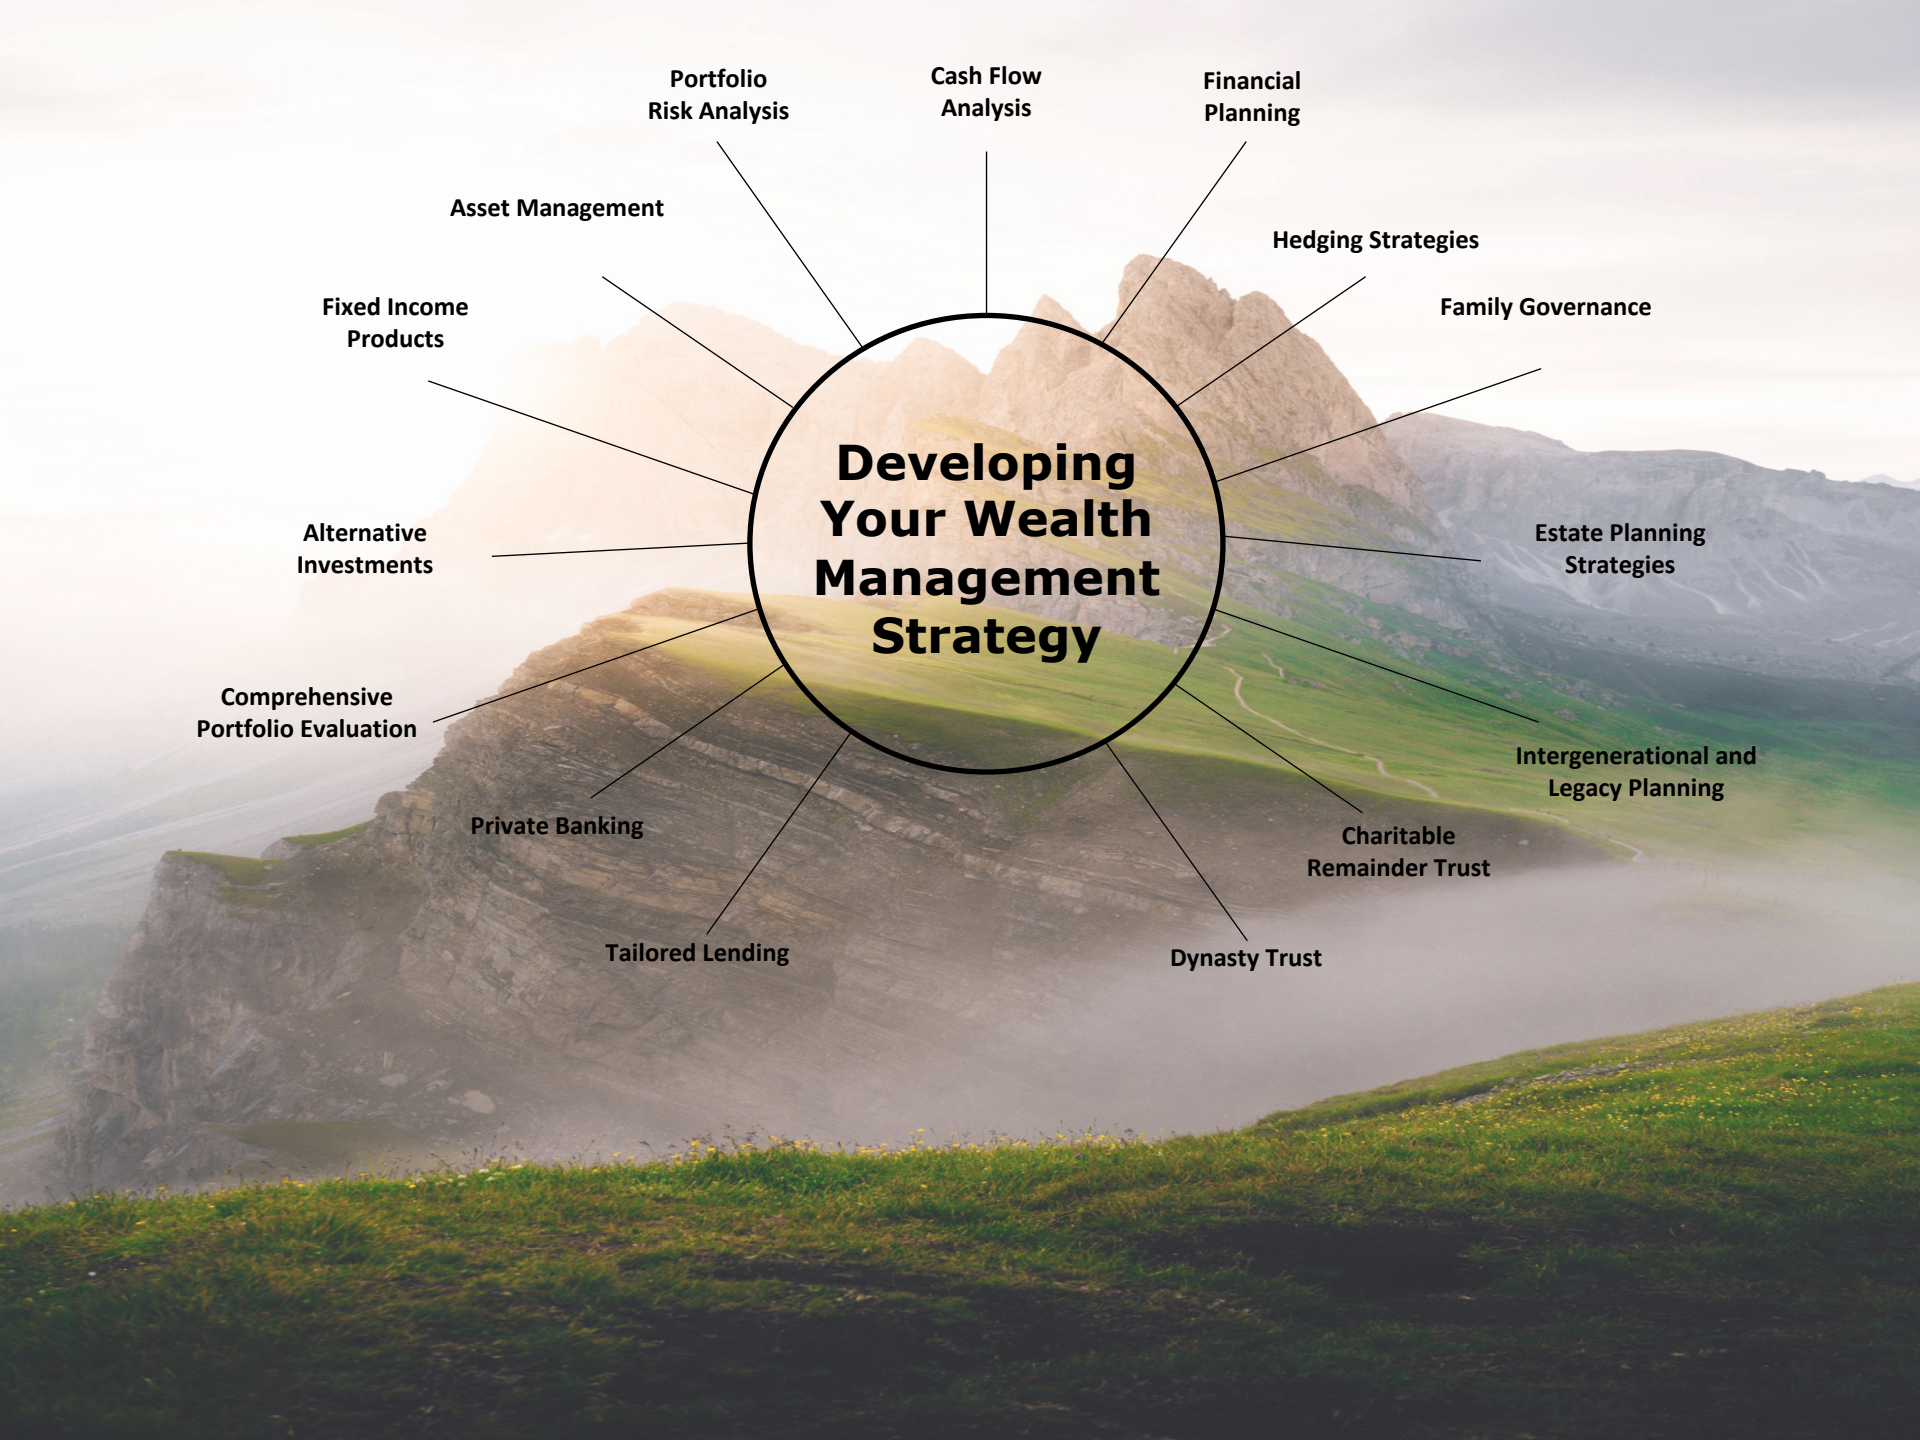 Portfolio
Risk Analysis
Cash Flow
Analysis
Financial
Planning
Asset Management
Hedging Strategies
Fixed Income
Products
Family Governance
Developing
Your Wealth
Management
Strategy
Alternative
Investments
Estate Planning
Strategies
Comprehensive
Portfolio Evaluation
Intergenerational and
Legacy Planning
Private Banking
Charitable
Remainder Trust
Tailored Lending
Dynasty Trust